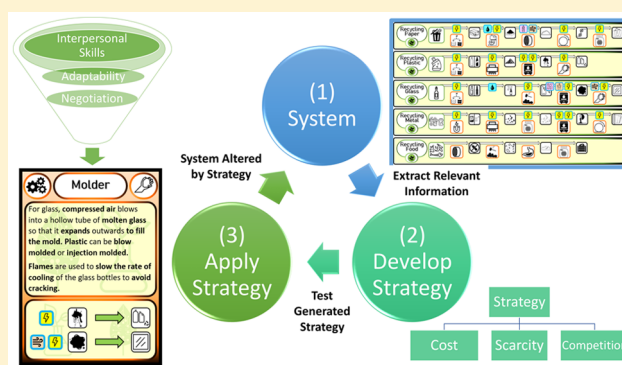 Interpersonal
Skills
Adaptability
Negotiation
Molder
For glass, compressed air blows
into a hollow tube of molten glass
so that it expands outwards to fill
the mold. Plastic can be blow
molded or injection molded.
Flames are used to slow the rate of
cooling of the glass bottles to avoid
cracking.
(1)
System
Recycling
Paper
Recycling
Plastic
Recycling
Glass
Recycling
Metal
Recycling
Food
System Altered
by Strategy
Extract Relevant
Information
(3)
Apply
Strategy
(2)
Develop
Strategy
Test
Generated
Strategy
Strategy
Cost
Scarcity
Competition